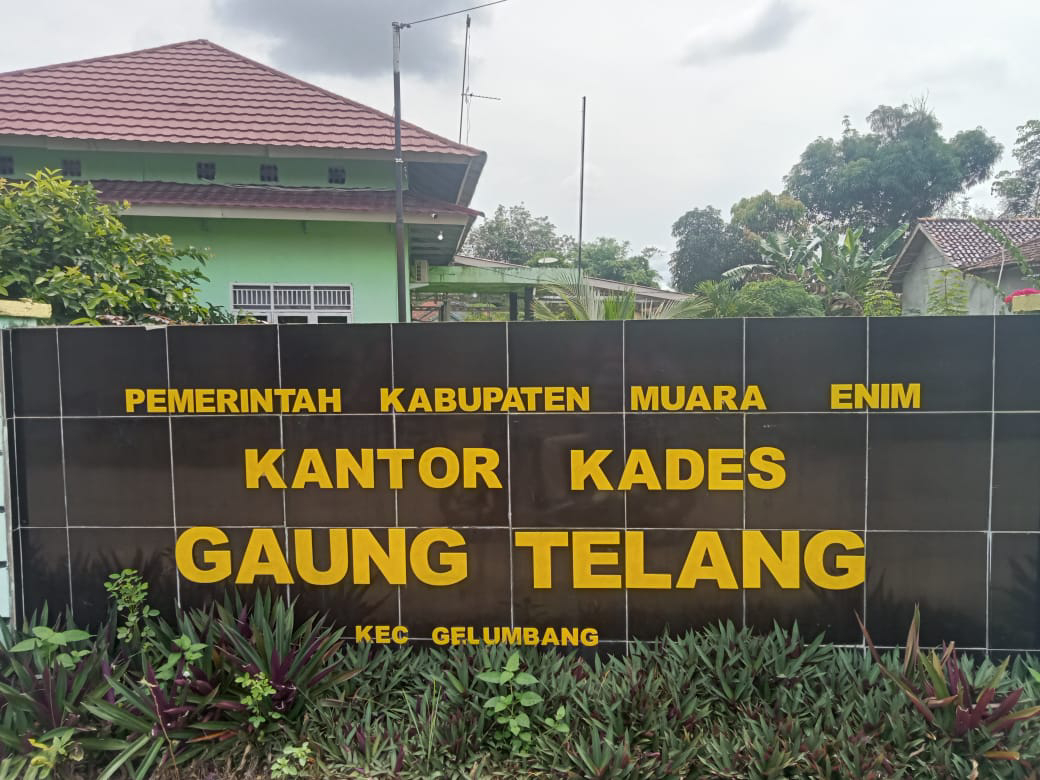 PEMERINTAH KABUPATEN MUARA ENIM
KANTOR KADES
GAUNG TELANG
KEC GELUMBANG